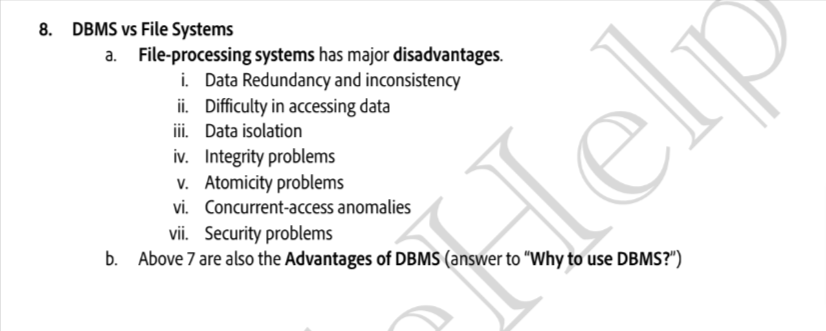 8. DBMS vs File Systems
a. File-processing systems has major disadvantages.
i. Data Redundancy and inconsistency
ii. Difficulty in accessing data
iii. Data isolation
iv. Integrity problems
v. Atomicity problems
vi. Concurrent-access anomalies
vii. Security problems
b. Above 7 are also the Advantages of DBMS (answer to “Why to use DBMS?”)
eHelp